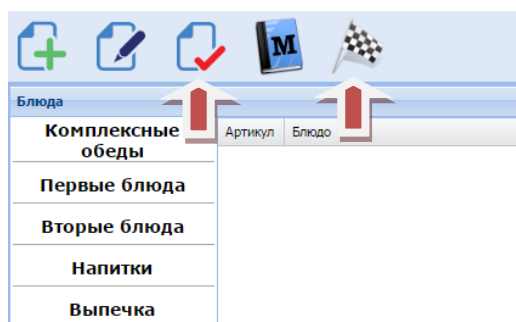 M
Блюда
Комплексные
обеды
Артикул Блюдо
Первые блюда
Вторые блюда
Напитки
Выпечка